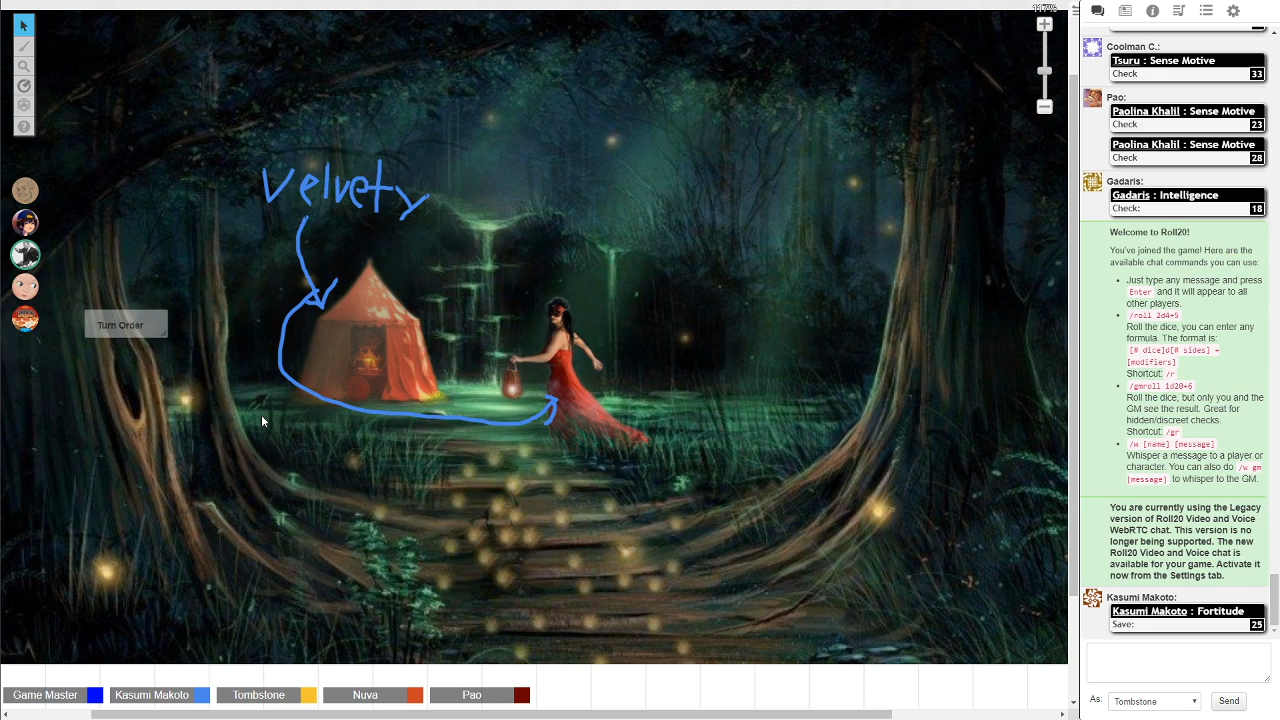 117%
Velvety
Turn Order
Game Master
Kasumi Makoto
Tombstone
Nuva
Pao
Coolman C.:
Tsuru : Sense Motive
Check 33
Pao:
Paolina Khalil : Sense Motive
Check 23
Paolina Khalil : Sense Motive
Check 28
Gadaris:
Gadaris : Intelligence
Check: 18
Welcome to Roll20!
You've joined the game! Here are the
available chat commands you can use:
Just type any message and press
Enter and it will appear to all
other players.
/roll 2d4+5
Roll the dice, you can enter any
formula. The format is:
[# dice]d[# sides] +
[modifiers]
Shortcut: /r
/gmroll 1d20+6
Roll the dice, but only you and the
GM see the result. Great for
hidden/discreet checks.
Shortcut: /gr
/w [name] [message]
Whisper a message to a player or
character. You can also do /w gm
[message] to whisper to the GM.
You are currently using the Legacy
version of Roll20 Video and Voice
WebRTC chat. This version is no
longer being supported. The new
Roll20 Video and Voice chat is
available for your game. Activate it
now from the Settings tab.
Kasumi Makoto:
Kasumi Makoto : Fortitude
Save: 25
As: Tombstone Send